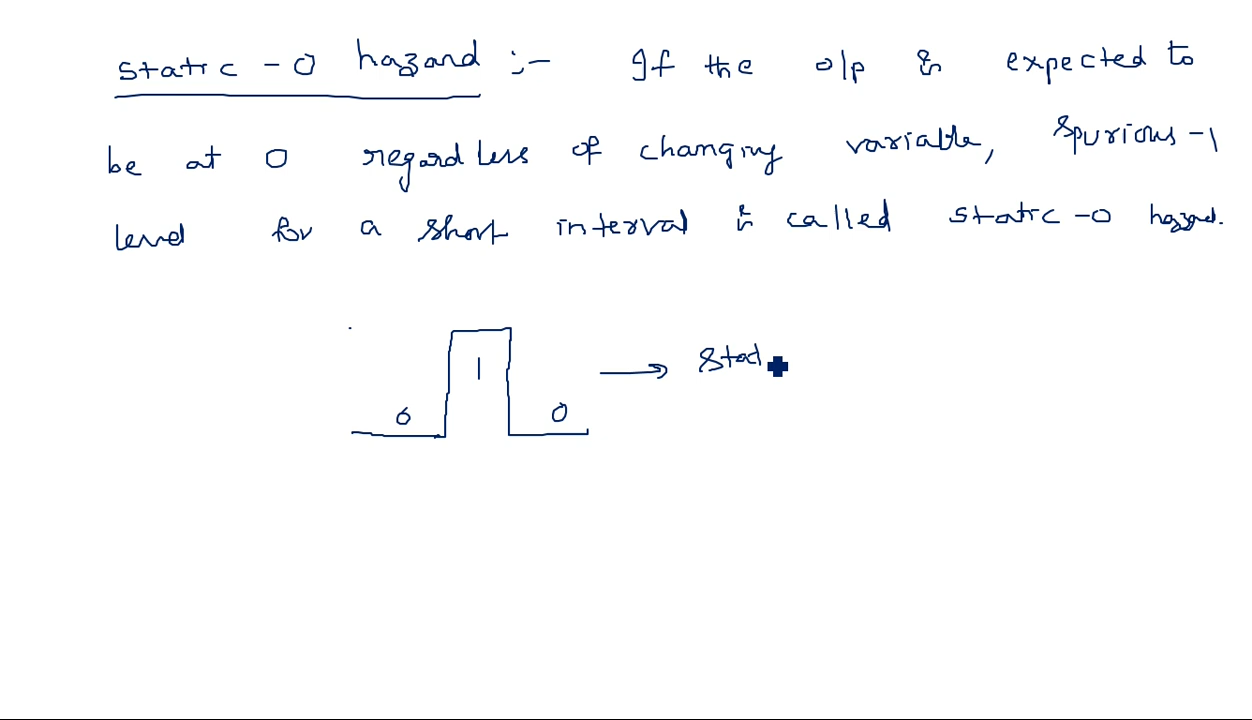 static - 0 hazard :- If the o/p is expected to
be at 0 regardless of changing variable, spurious -1
level for a short interval is called static -0 hazard.
0 1 0 → Stat